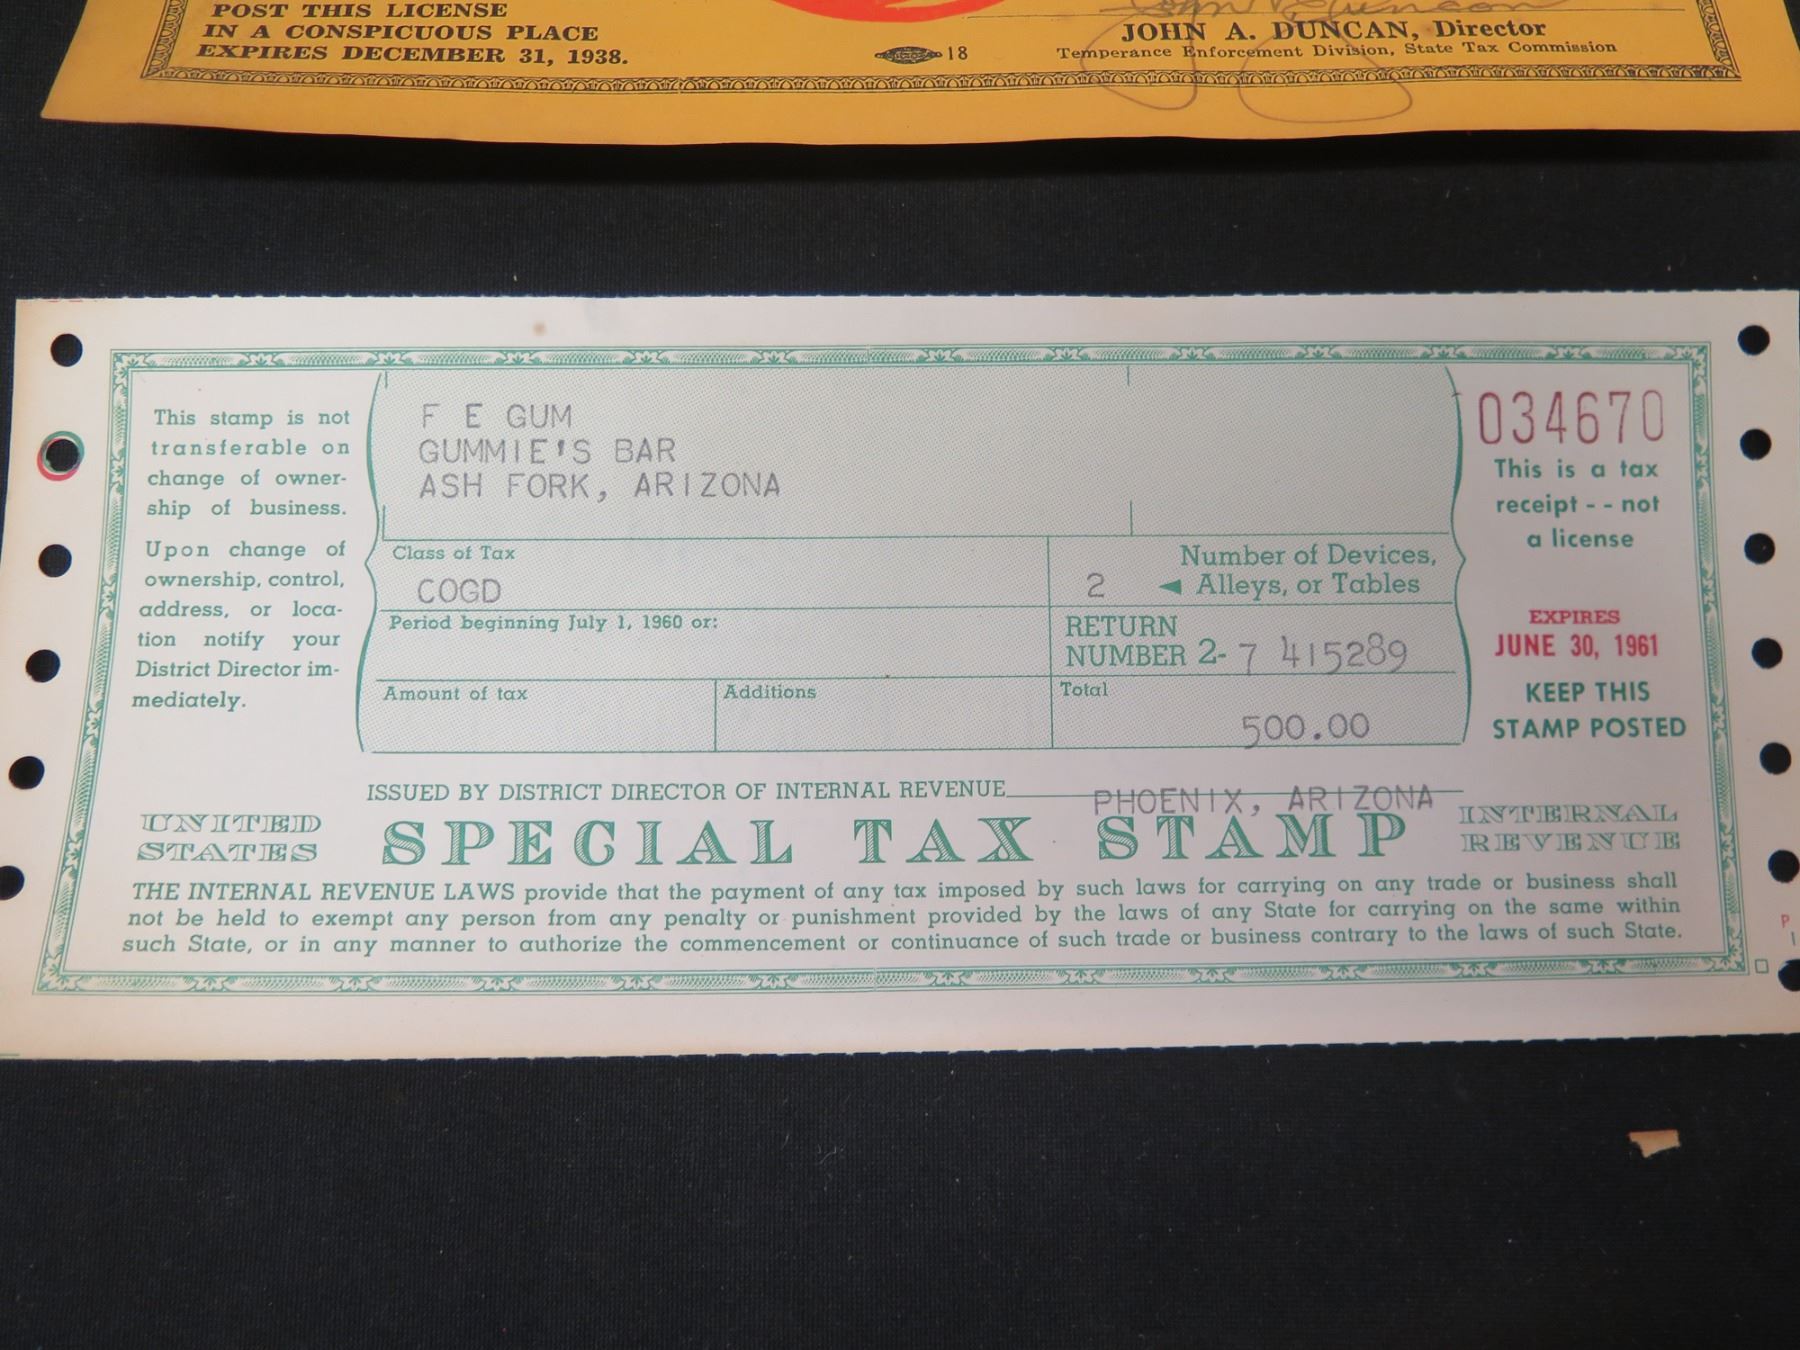 POST THIS LICENSE
IN A CONSPICUOUS PLACE
EXPIRES DECEMBER 31, 1938.
18
JOHN A. DUNCAN, Director
Temperance Enforcement Division, State Tax Commission
This stamp is not
transferable on
change of owner-
ship of business.
Upon change of
ownership, control,
address, or loca-
tion notify your
District Director im-
mediately.
F E GUM
GUMMIE'S BAR
ASH FORK, ARIZONA
Class of Tax
COGD
2 ◄ Number of Devices,
Alleys, or Tables
Period beginning July 1, 1960 or:
RETURN
NUMBER 2- 7 415289
Amount of tax
Additions
Total
500.00
034670
This is a tax
receipt - - not
a license
EXPIRES
JUNE 30, 1961
KEEP THIS
STAMP POSTED
ISSUED BY DISTRICT DIRECTOR OF INTERNAL REVENUE PHOENIX, ARIZONA
UNITED
STATES
SPECIAL TAX STAMP
INTERNAL
REVENUE
THE INTERNAL REVENUE LAWS provide that the payment of any tax imposed by such laws for carrying on any trade or business shall
not be held to exempt any person from any penalty or punishment provided by the laws of any State for carrying on the same within
such State, or in any manner to authorize the commencement or continuance of such trade or business contrary to the laws of such State.